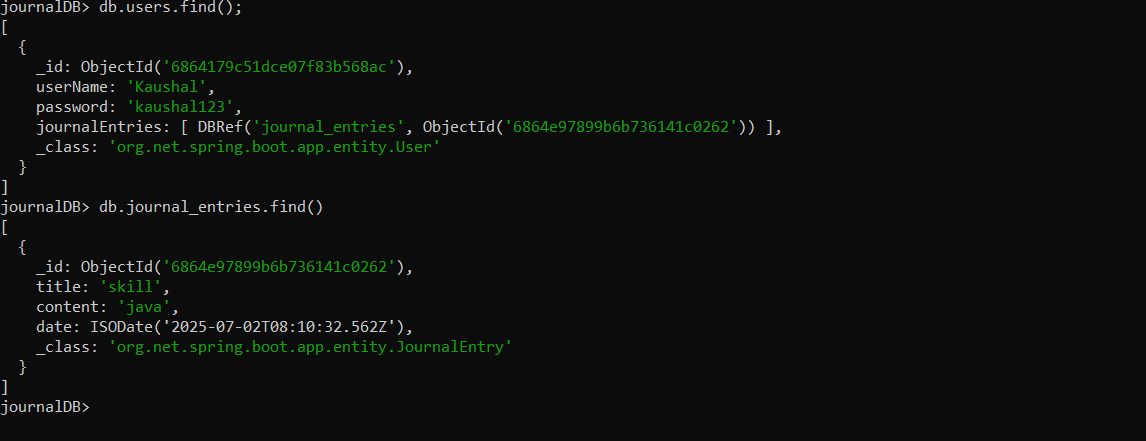 journalDB> db.users.find();
[
  {
    _id: ObjectId('6864179c51dce07f83b568ac'),
    userName: 'Kaushal',
    password: 'kaushal123',
    journalEntries: [ DBRef('journal_entries', ObjectId('6864e97899b6b736141c0262')) ],
    _class: 'org.net.spring.boot.app.entity.User'
  }
]
journalDB> db.journal_entries.find()
[
  {
    _id: ObjectId('6864e97899b6b736141c0262'),
    title: 'skill',
    content: 'java',
    date: ISODate('2025-07-02T08:10:32.562Z'),
    _class: 'org.net.spring.boot.app.entity.JournalEntry'
  }
]
journalDB>